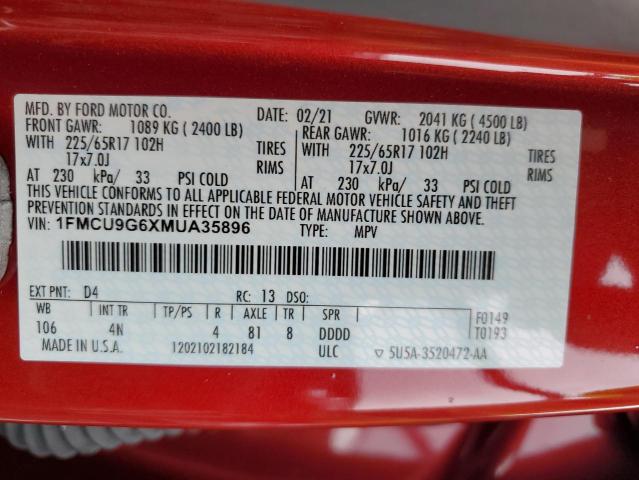 MFD. BY FORD MOTOR CO. 02/21 GVWR: 2041 KG (4500 LB)
FRONT GAWR: 1089 KG (2400 LB) REAR GAWR: 1016 KG (2240 LB)
WITH 225/65R17 102H TIRES WITH 225/65R17 102H TIRES
17x7.0J RIMS 17x7.0J RIMS
AT 230 kPa/ 33 PSI COLD AT 230 kPa/ 33 PSI COLD
THIS VEHICLE CONFORMS TO ALL APPLICABLE FEDERAL MOTOR VEHICLE SAFETY AND THEFT
PREVENTION STANDARDS IN EFFECT ON THE DATE OF MANUFACTURE SHOWN ABOVE.
VIN: 1FMCU9G6XMUA35896 TYPE: MPV
EXT PNT: D4 RC: 13 DSO:
WB INT TR TP/PS R AXLE TR SPR F0149
106 4N 4 81 8 DDDD T0193
MADE IN U.S.A. 1202102182184 ULC ▽ 5U5A-3520472-AA